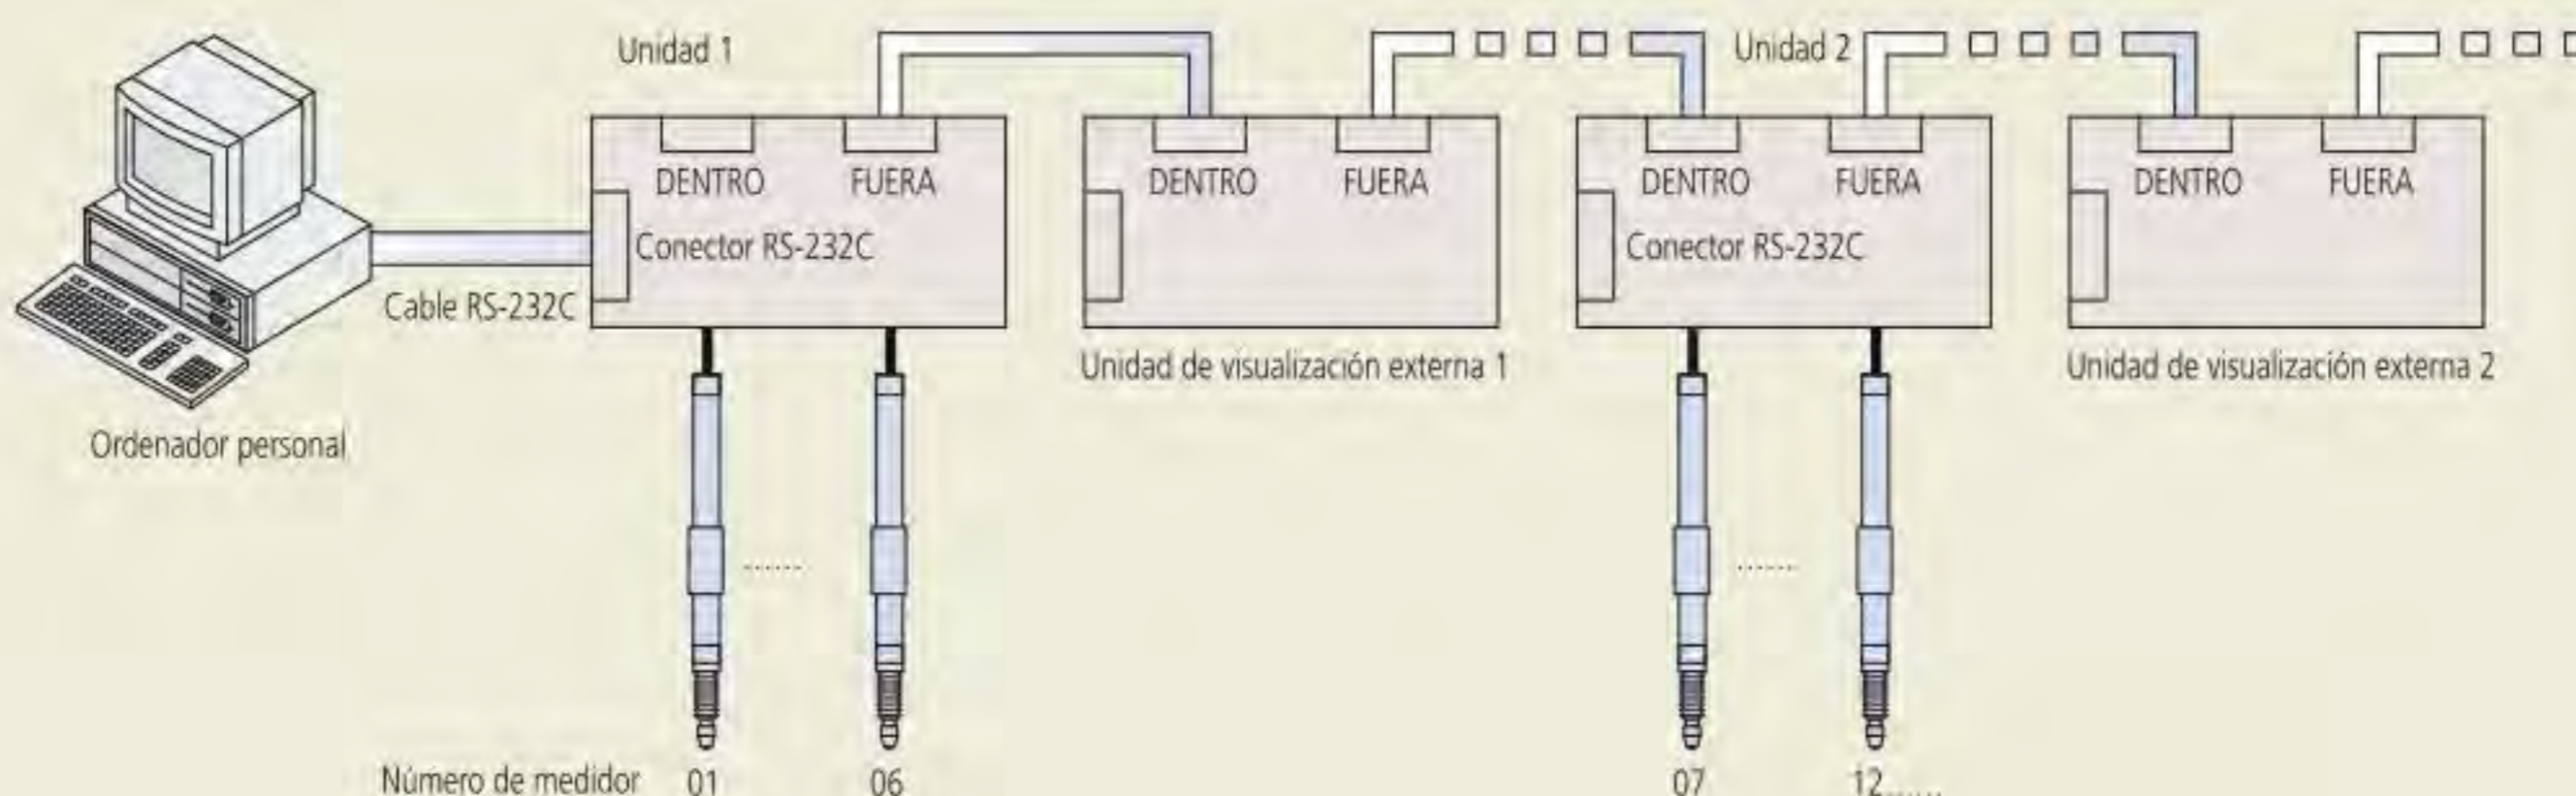 Unidad 1
Unidad 2
DENTRO FUERA
DENTRO FUERA
DENTRO FUERA
DENTRO FUERA
Conector RS-232C
Conector RS-232C
Cable RS-232C
Unidad de visualización externa 1
Unidad de visualización externa 2
Ordenador personal
Número de medidor 01 06 07 12......